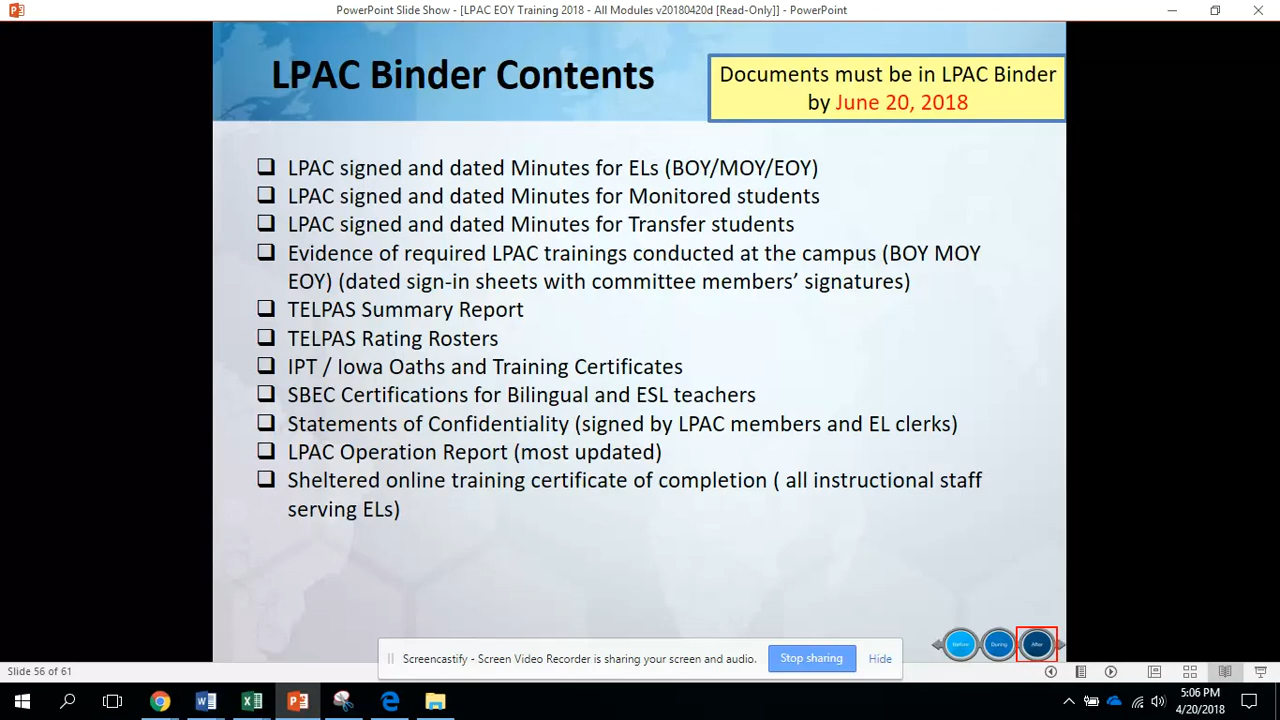 PowerPoint Slide Show - [LPAC EOY Training 2018 - All Modules v20180420d [Read-Only]] - PowerPoint
LPAC Binder Contents
Documents must be in LPAC Binder
by June 20, 2018
LPAC signed and dated Minutes for ELs (BOY/MOY/EOY)
LPAC signed and dated Minutes for Monitored students
LPAC signed and dated Minutes for Transfer students
Evidence of required LPAC trainings conducted at the campus (BOY MOY
EOY) (dated sign-in sheets with committee members’ signatures)
TELPAS Summary Report
TELPAS Rating Rosters
IPT / Iowa Oaths and Training Certificates
SBEC Certifications for Bilingual and ESL teachers
Statements of Confidentiality (signed by LPAC members and EL clerks)
LPAC Operation Report (most updated)
Sheltered online training certificate of completion ( all instructional staff
serving ELs)
Before During After
Screencastify - Screen Video Recorder is sharing your screen and audio. Stop sharing Hide
Slide 56 of 61
5:06 PM
4/20/2018